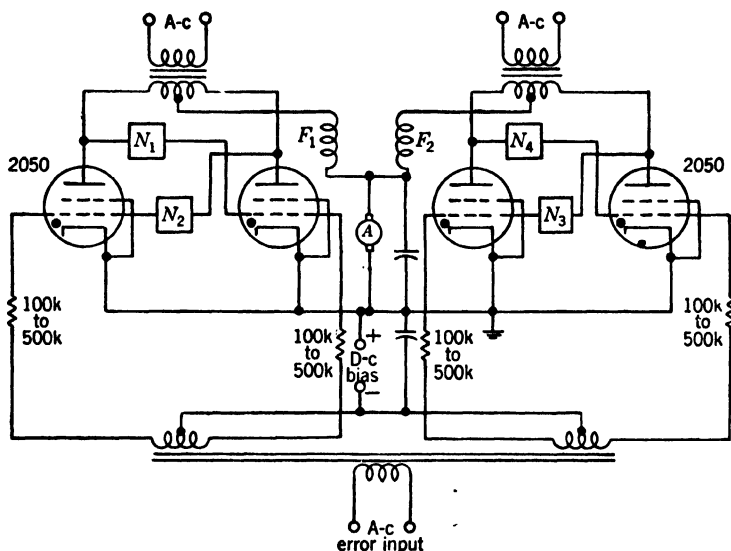 A-c
A-c
F₁
F₂
N₁
N₄
2050
2050
N₂
N₃
A
100k
to
500k
100k
to
500k
+
D-c
bias
−
100k
to
500k
100k
to
500k
A-c
error input